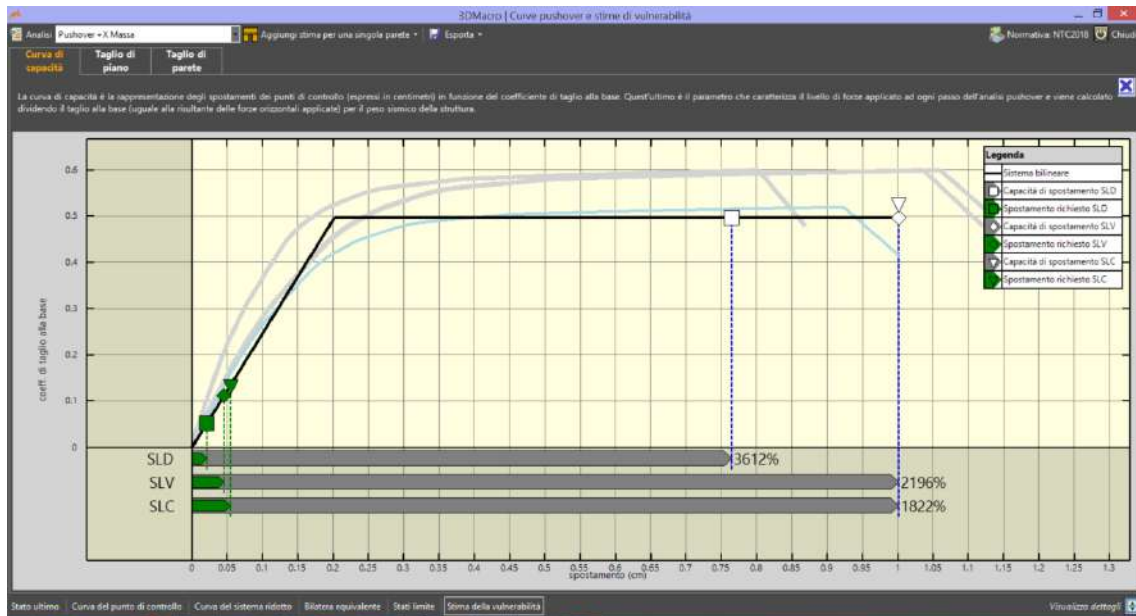 3DMacro | Curve pushover e stime di vulnerabilità
Analisi Pushover +X Massa Aggiungi stima per una singola parete Esporta Normativa: NTC2018 Chiudi
Curva di capacità
Taglio di piano
Taglio di parete
La curva di capacità è la rappresentazione degli spostamenti dei punti di controllo (espressi in centimetri) in funzione del coefficiente di taglio alla base. Quest'ultimo è il parametro che caratterizza il livello di forze applicato ad ogni passo dell'analisi pushover e viene calcolato
dividendo il taglio alla base (uguale alla risultante delle forze orizzontali applicate) per il peso sismico della struttura.
Legenda
Sistema bilineare
Capacità di spostamento SLD
Spostamento richiesto SLD
Capacità di spostamento SLV
Spostamento richiesto SLV
Capacità di spostamento SLC
Spostamento richiesto SLC
0.6
0.5
0.4
0.3
0.2
0.1
0
coeff. di taglio alla base
SLD 3612%
SLV 2196%
SLC 1822%
0 0.05 0.1 0.15 0.2 0.25 0.3 0.35 0.4 0.45 0.5 0.55 0.6 0.65 0.7 0.75 0.8 0.85 0.9 0.95 1 1.05 1.1 1.15 1.2 1.25 1.3
spostamento (cm)
Stato ultimo Curva del punto di controllo Curva del sistema ridotto Bilatera equivalente Stati limite Stima della vulnerabilità Visualizza dettagli